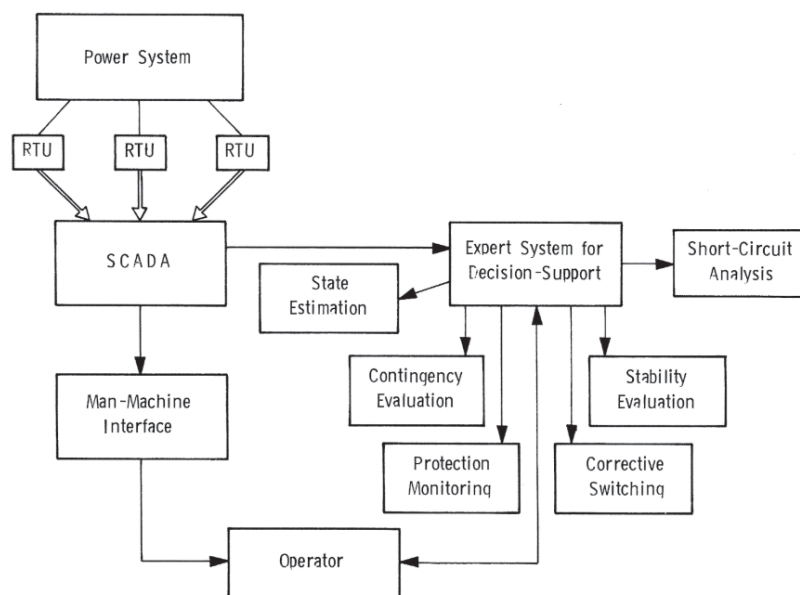 Power System
RTU
RTU
RTU
SCADA
Expert System for
Decision-Support
Short-Circuit
Analysis
State
Estimation
Contingency
Evaluation
Stability
Evaluation
Man-Machine
Interface
Protection
Monitoring
Corrective
Switching
Operator